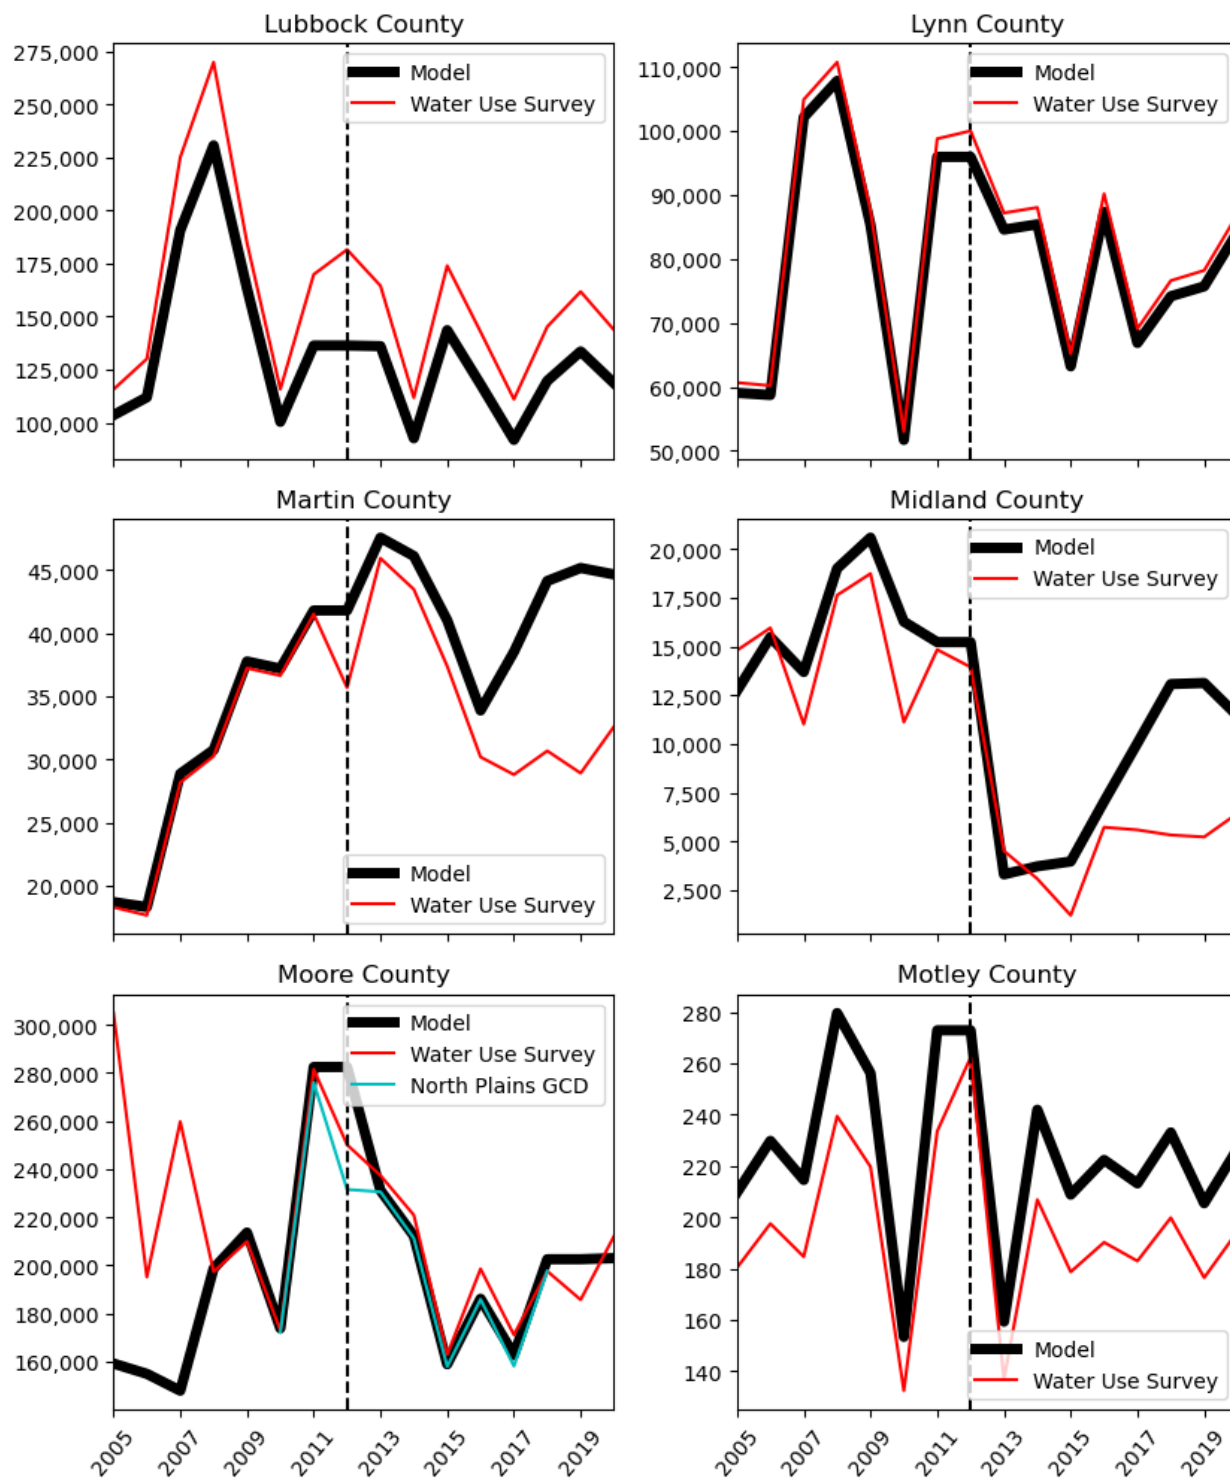 Lubbock County
275,000
250,000
225,000
200,000
175,000
150,000
125,000
100,000
Model
Water Use Survey
Lynn County
110,000
100,000
90,000
80,000
70,000
60,000
50,000
Model
Water Use Survey
Martin County
45,000
40,000
35,000
30,000
25,000
20,000
Model
Water Use Survey
Midland County
20,000
17,500
15,000
12,500
10,000
7,500
5,000
2,500
Model
Water Use Survey
Moore County
300,000
280,000
260,000
240,000
220,000
200,000
180,000
160,000
Model
Water Use Survey
North Plains GCD
2005 2007 2009 2011 2013 2015 2017 2019
Motley County
280
260
240
220
200
180
160
140
Model
Water Use Survey
2005 2007 2009 2011 2013 2015 2017 2019